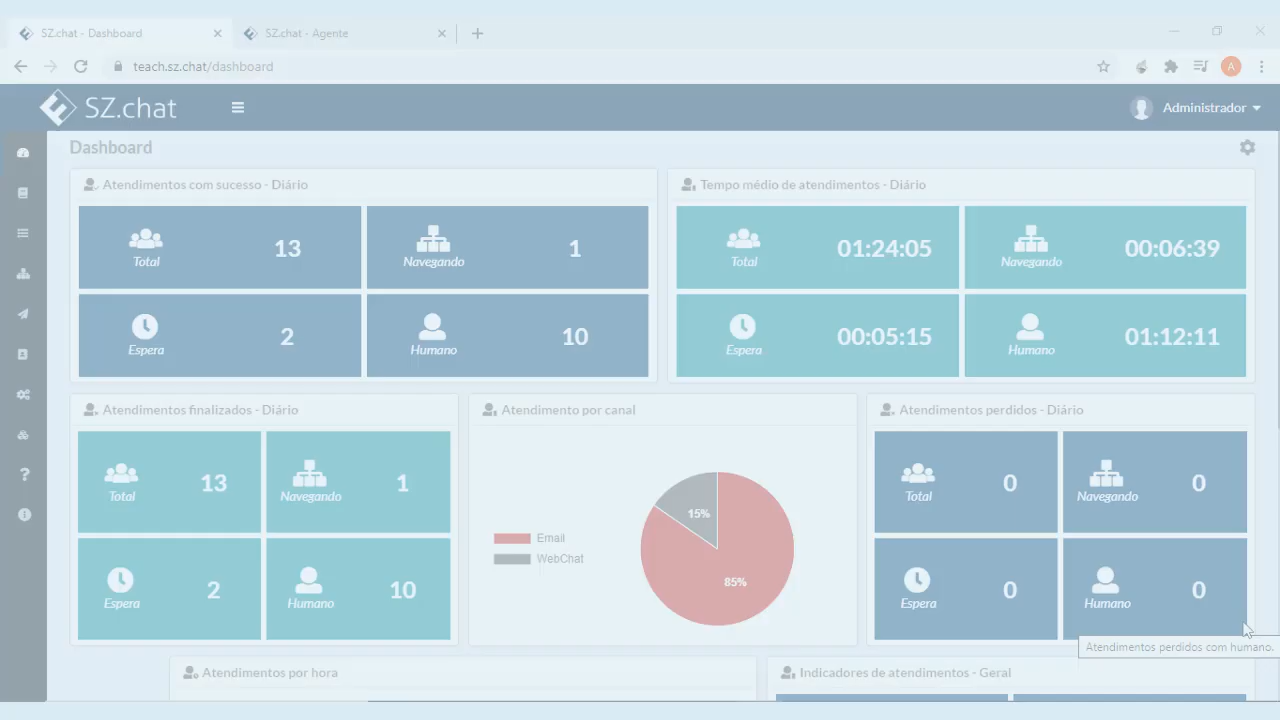 SZ.chat - Dashboard
SZ.chat - Agente
teach.sz.chat/dashboard
A
SZ.chat
Administrador
Dashboard
Atendimentos com sucesso - Diário
Total 13
Navegando 1
Espera 2
Humano 10
Tempo médio de atendimentos - Diário
Total 01:24:05
Navegando 00:06:39
Espera 00:05:15
Humano 01:12:11
Atendimentos finalizados - Diário
Total 13
Navegando 1
Espera 2
Humano 10
Atendimento por canal
Email
WebChat
15%
85%
Atendimentos perdidos - Diário
Total 0
Navegando 0
Espera 0
Humano 0
Atendimentos perdidos com humano.
Atendimentos por hora
Indicadores de atendimentos - Geral